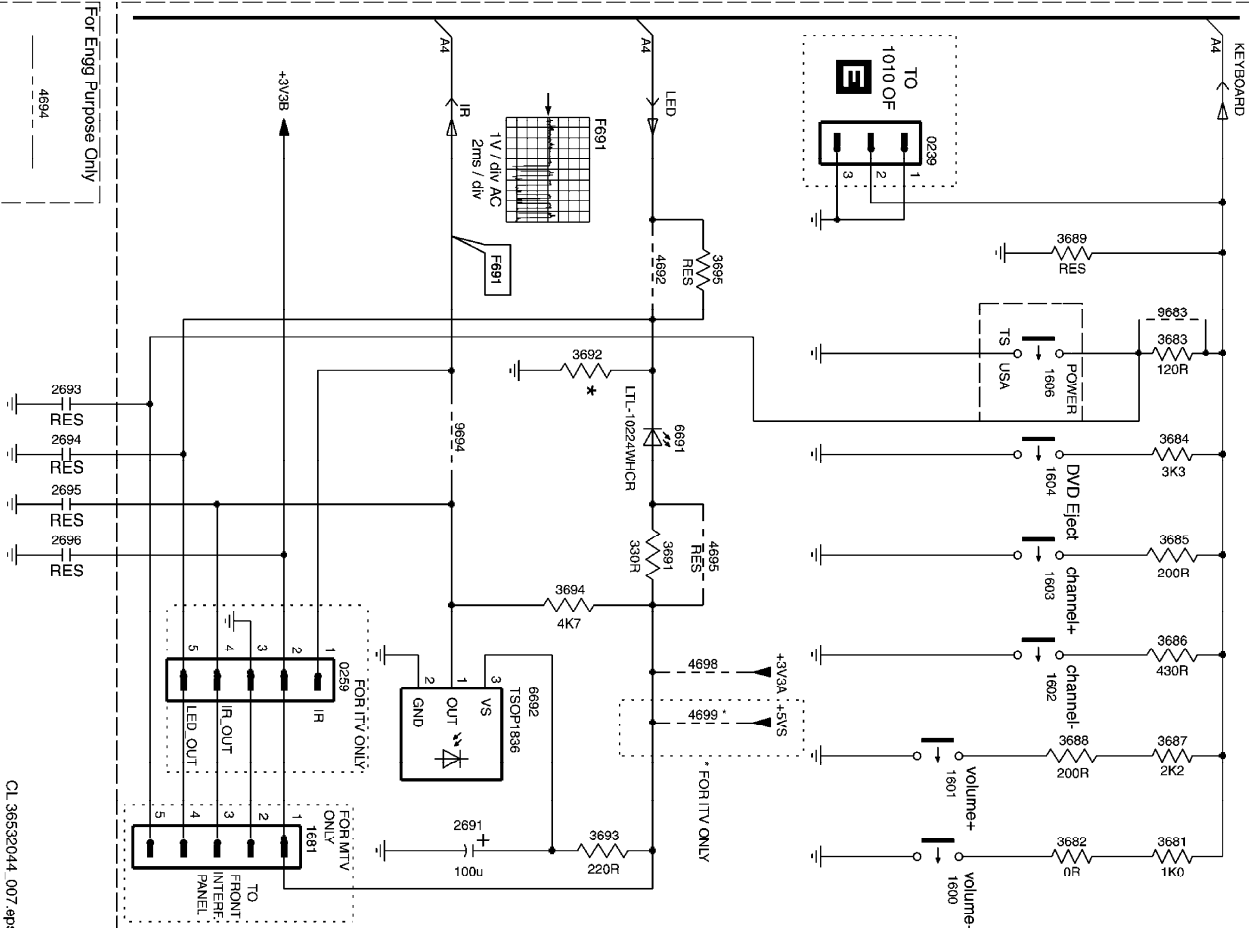 For Engg Purpose Only
4694
+3V3B
A4
IR
A4
LED
F691
1V / div AC
2ms / div
F691
TO
1010 OF
E
0239
1
2
3
KEYBOARD
A4
3689
RES
3695
RES
4692
9683
3683
120R
TS
USA
POWER
1606
3692
*
LTL-10224WHCR
6691
9694
2693
RES
2694
RES
2695
RES
2696
RES
3684
3K3
DVD Eject
1604
4695
RES
3691
330R
3685
200R
channel+
1603
3694
4K7
3686
430R
channel-
1602
4698
+3V3A
4699 *
+5VS
* FOR ITV ONLY
0259
FOR ITV ONLY
1
2
3
4
5
IR
IR_OUT
LED_OUT
6692
TSOP1836
3
1
2
VS
OUT
GND
3687
2K2
3688
200R
volume+
1601
2691
+
100u
3693
220R
3681
1K0
3682
0R
volume-
1600
FOR MTV
ONLY
1681
1
2
3
4
5
TO
FRONT
INTERF.
PANEL
CL 36532044_007.eps